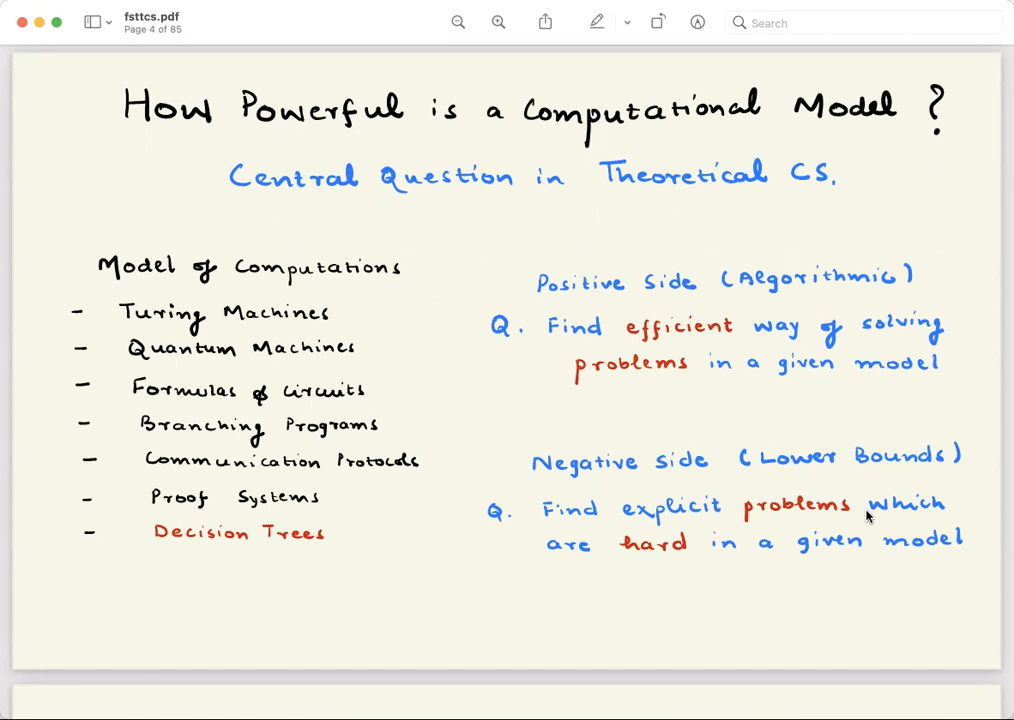 fsttcs.pdf
Page 4 of 85
Search
How Powerful is a Computational Model ?
Central Question in Theoretical CS.
Model of Computations
- Turing Machines
- Quantum Machines
- Formulas & Circuits
- Branching Programs
- Communication Protocols
- Proof Systems
- Decision Trees
Positive Side (Algorithmic)
Q. Find efficient way of solving
problems in a given model
Negative Side (Lower Bounds)
Q. Find explicit problems which
are hard in a given model